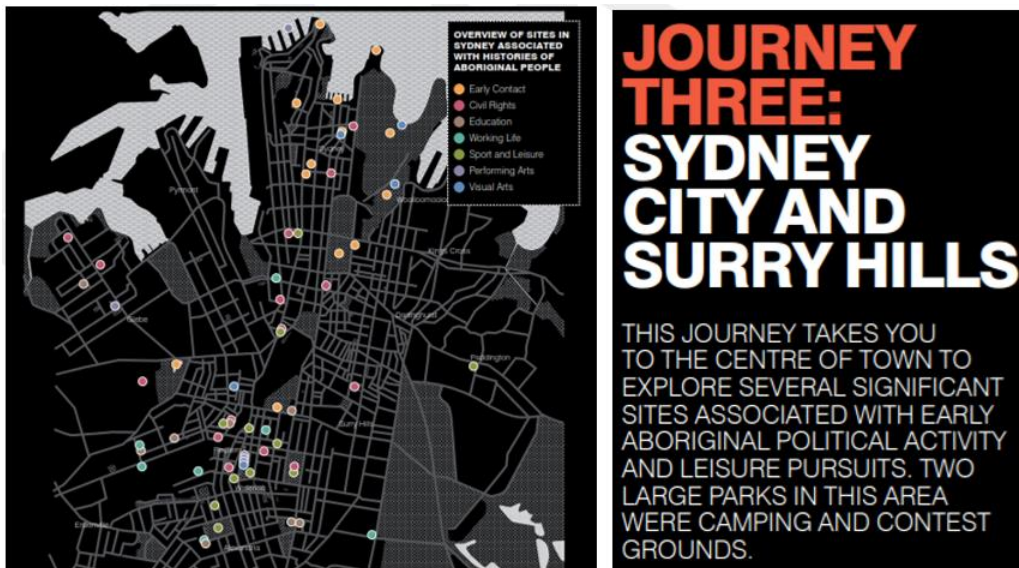 OVERVIEW OF SITES IN
SYDNEY ASSOCIATED
WITH HISTORIES OF
ABORIGINAL PEOPLE
Early Contact
Civil Rights
Education
Working Life
Sport and Leisure
Performing Arts
Visual Arts
Sydney
Pyrmont
Kings Cross
Glebe
Darlinghurst
Paddington
Surry Hills
Redfern
Alexandria
JOURNEY
THREE:
SYDNEY
CITY AND
SURRY HILLS
THIS JOURNEY TAKES YOU
TO THE CENTRE OF TOWN TO
EXPLORE SEVERAL SIGNIFICANT
SITES ASSOCIATED WITH EARLY
ABORIGINAL POLITICAL ACTIVITY
AND LEISURE PURSUITS. TWO
LARGE PARKS IN THIS AREA
WERE CAMPING AND CONTEST
GROUNDS.